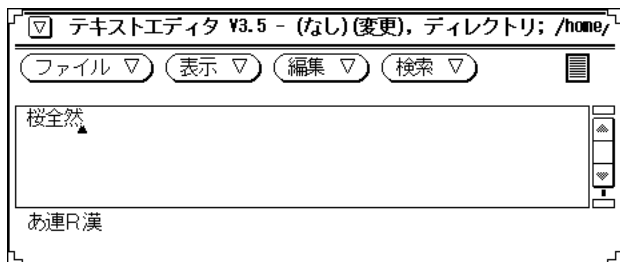 テキストエディタ V3.5 - (なし)(変更), ディレクトリ; /home/
ファイル 表示 編集 検索
桜全然
あ連R漢